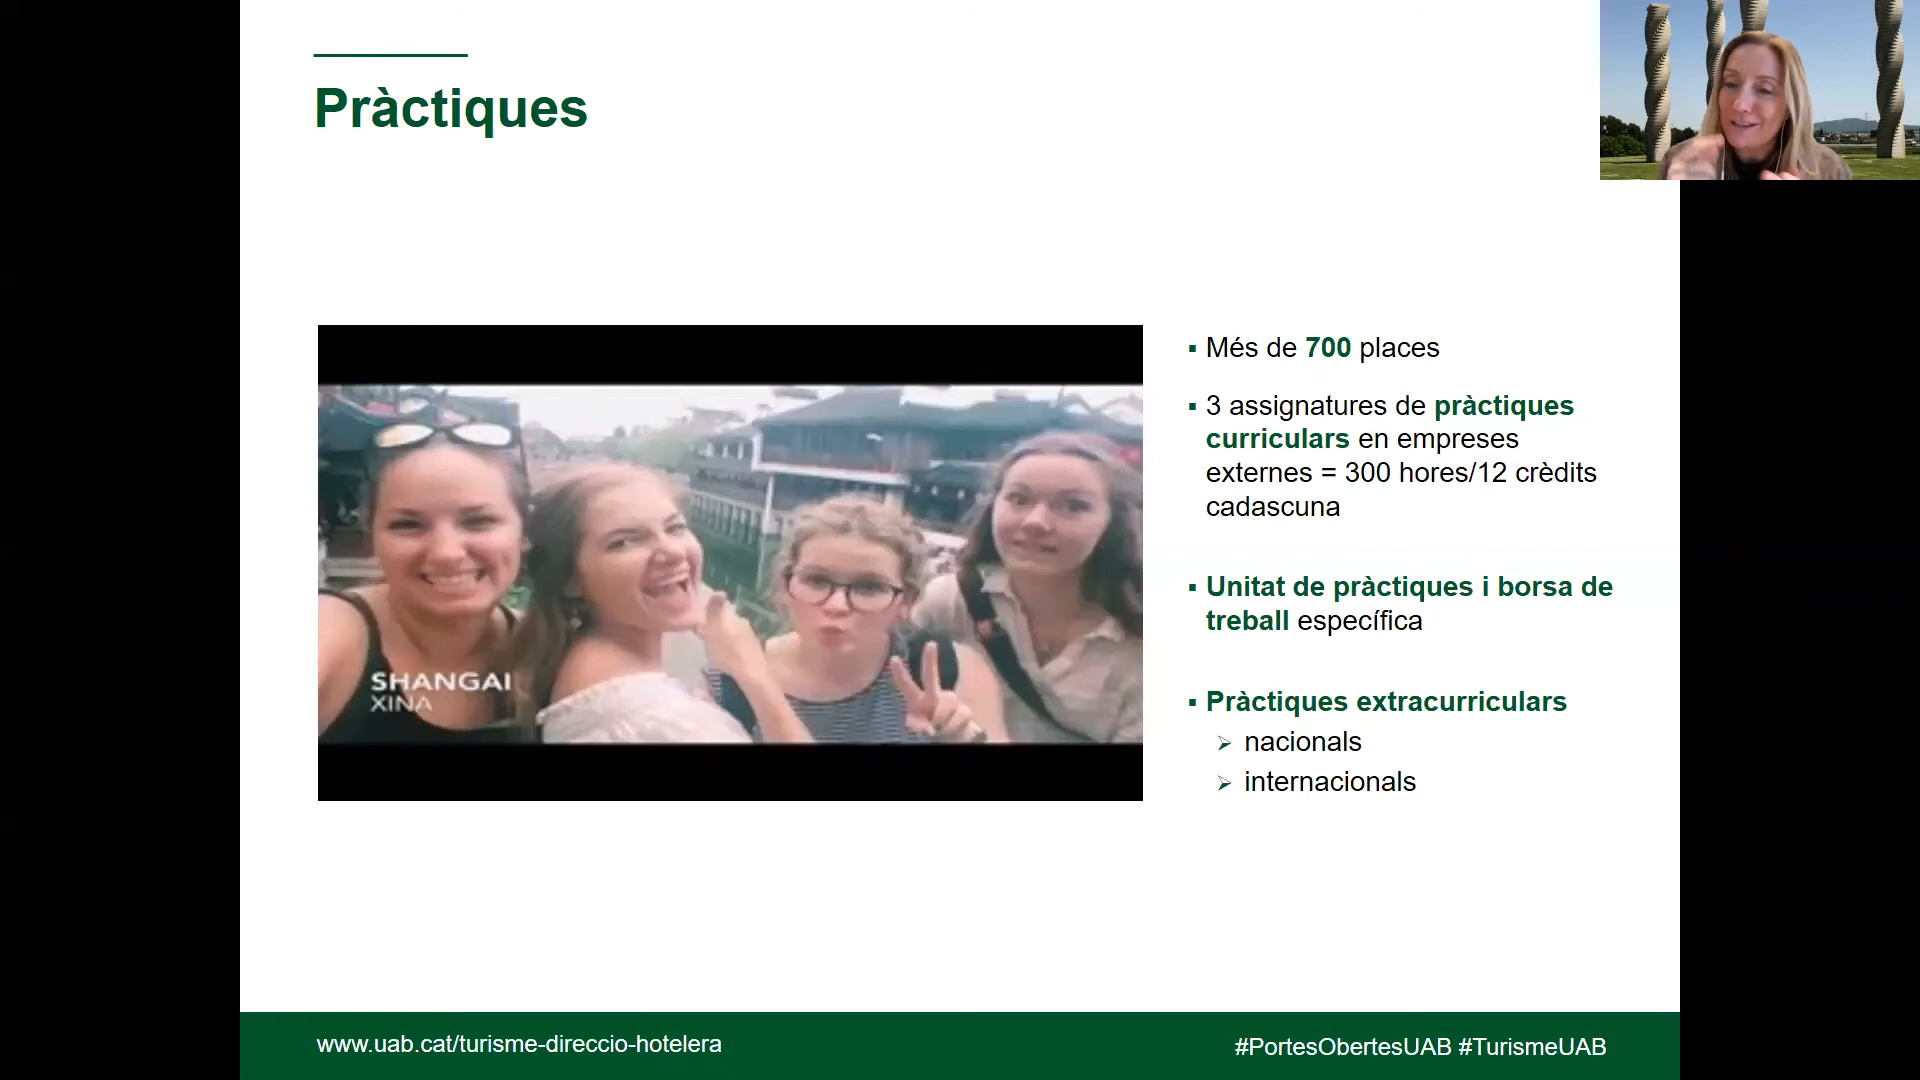 Pràctiques
SHANGAI
XINA
▪ Més de 700 places
▪ 3 assignatures de pràctiques
curriculars en empreses
externes = 300 hores/12 crèdits
cadascuna
▪ Unitat de pràctiques i borsa de
treball específica
▪ Pràctiques extracurriculars
➢ nacionals
➢ internacionals
www.uab.cat/turisme-direccio-hotelera
#PortesObertesUAB #TurismeUAB